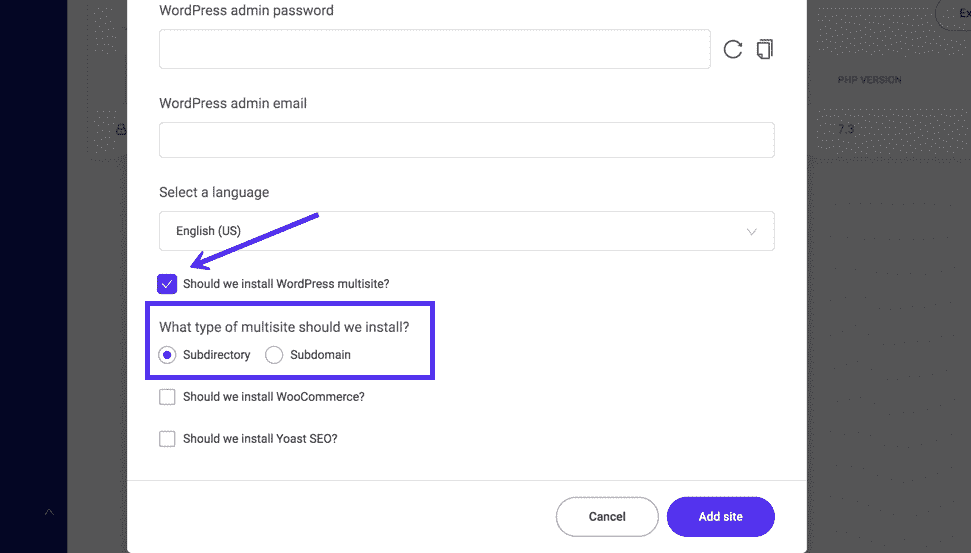 WordPress admin password
Ex
PHP VERSION
WordPress admin email
7.3
Select a language
English (US)
Should we install WordPress multisite?
What type of multisite should we install?
Subdirectory Subdomain
Should we install WooCommerce?
Should we install Yoast SEO?
Cancel Add site